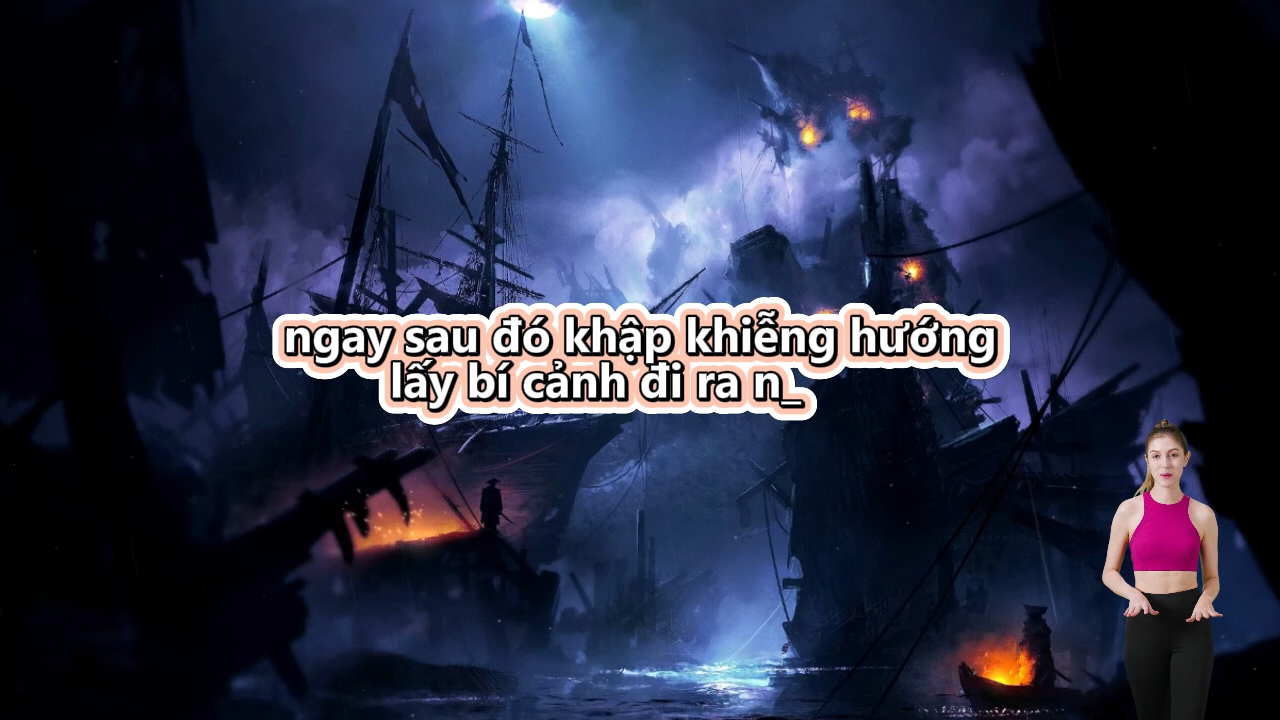 ngay sau đó khập khiễng hướng
lấy bí cảnh đi ra n_